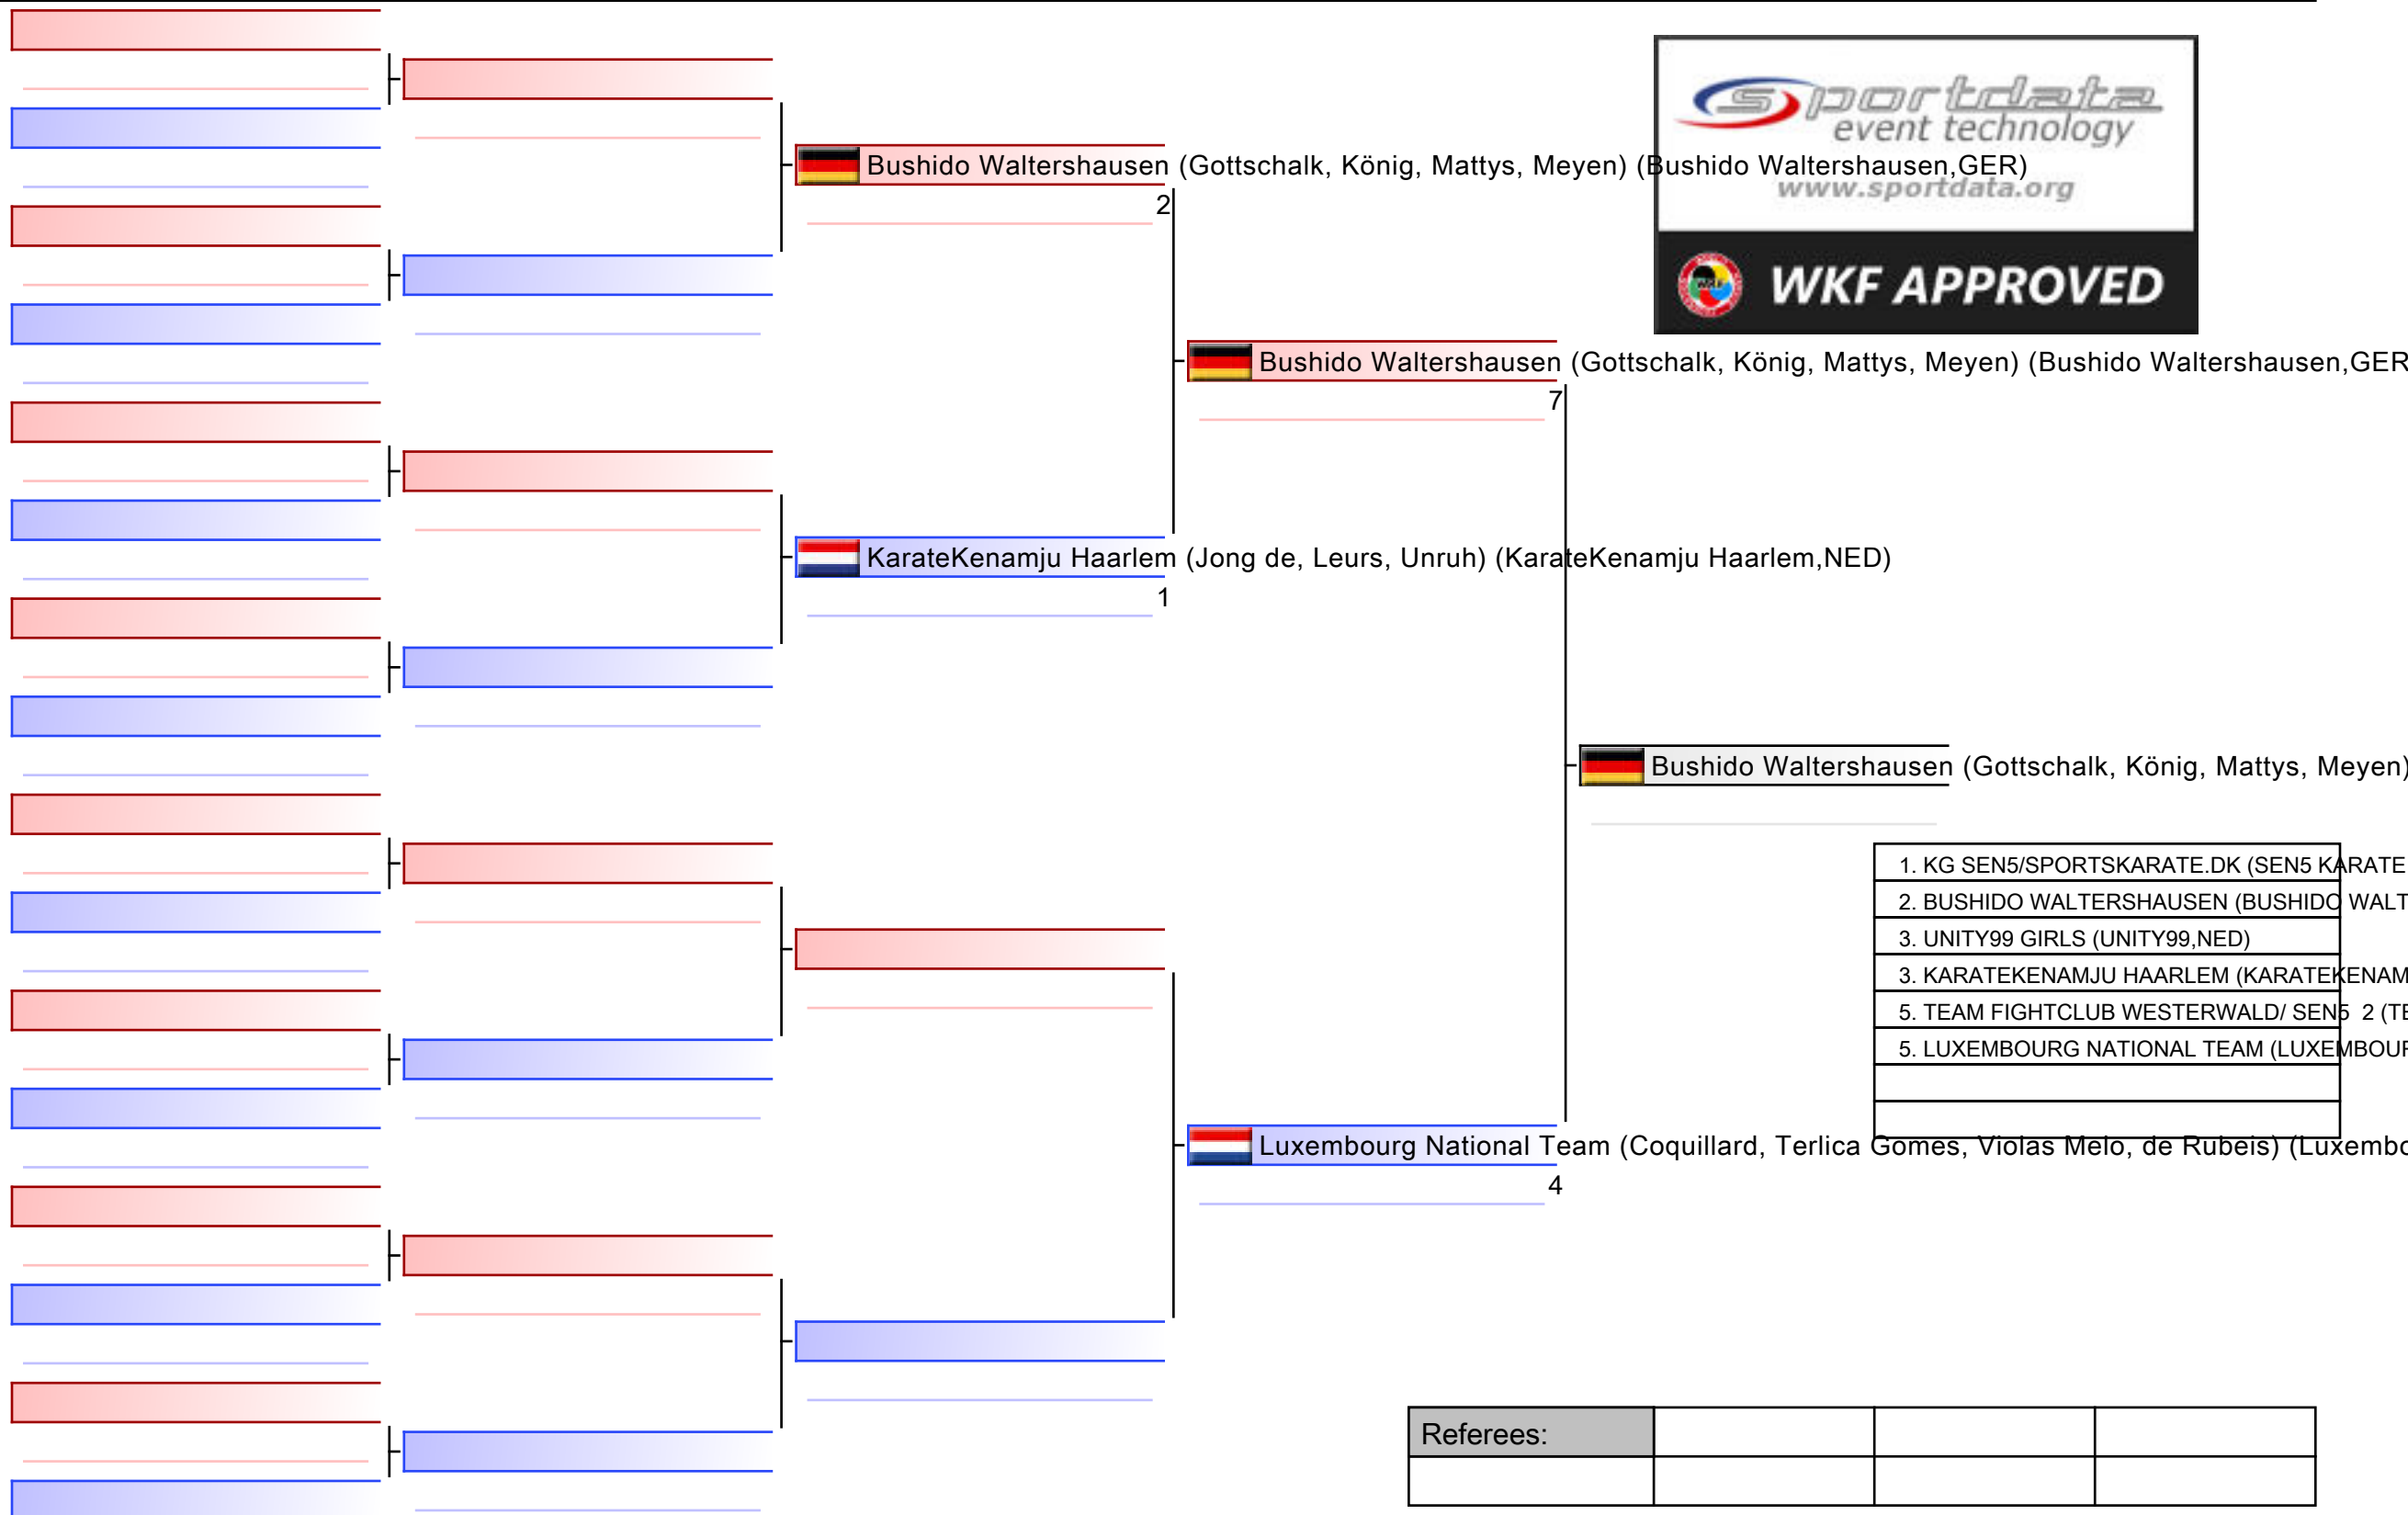 sportdata
event technology
www.sportdata.org
WKF APPROVED
Bushido Waltershausen (Gottschalk, König, Mattys, Meyen) (Bushido Waltershausen,GER)
2
Bushido Waltershausen (Gottschalk, König, Mattys, Meyen) (Bushido Waltershausen,GER
7
KarateKenamju Haarlem (Jong de, Leurs, Unruh) (KarateKenamju Haarlem,NED)
1
Bushido Waltershausen (Gottschalk, König, Mattys, Meyen)
1. KG SEN5/SPORTSKARATE.DK (SEN5 KARATE
2. BUSHIDO WALTERSHAUSEN (BUSHIDO WALT
3. UNITY99 GIRLS (UNITY99,NED)
3. KARATEKENAMJU HAARLEM (KARATEKENAM
5. TEAM FIGHTCLUB WESTERWALD/ SEN5 2 (TE
5. LUXEMBOURG NATIONAL TEAM (LUXEMBOUR
Luxembourg National Team (Coquillard, Terlica Gomes, Violas Melo, de Rubeis) (Luxembo
4
Referees: